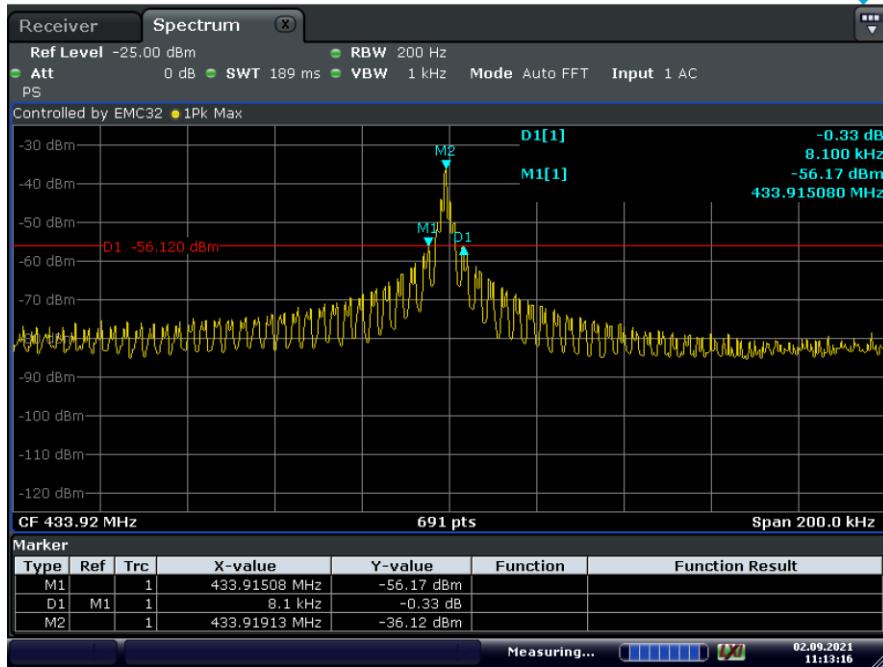 Receiver Spectrum X
Ref Level -25.00 dBm RBW 200 Hz
Att 0 dB SWT 189 ms VBW 1 kHz Mode Auto FFT Input 1 AC
PS
Controlled by EMC32 1Pk Max
D1[1] -0.33 dB
8.100 kHz
M1[1] -56.17 dBm
433.915080 MHz
-30 dBm
M2
-40 dBm
-50 dBm
M1
D1
D1 -56.120 dBm
-60 dBm
-70 dBm
-90 dBm
-100 dBm
-110 dBm
-120 dBm
CF 433.92 MHz 691 pts Span 200.0 kHz
Marker
Type Ref Trc X-value Y-value Function Function Result
M1 1 433.91508 MHz -56.17 dBm
D1 M1 1 8.1 kHz -0.33 dB
M2 1 433.91913 MHz -36.12 dBm
Measuring... LXI 02.09.2021
11:13:16